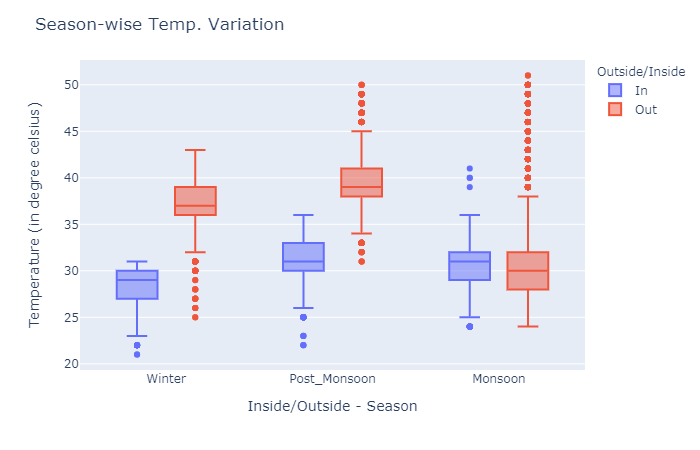 Season-wise Temp. Variation
Outside/Inside
In
Out
Temperature (in degree celsius)
50
45
40
35
30
25
20
Winter
Post_Monsoon
Monsoon
Inside/Outside - Season